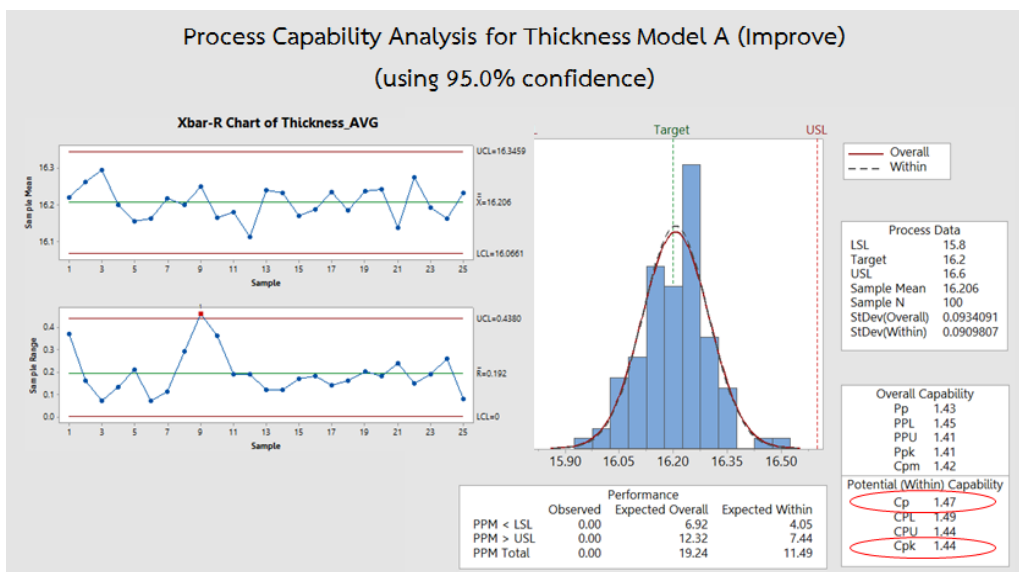 Process Capability Analysis for Thickness Model A (Improve)
(using 95.0% confidence)
Xbar-R Chart of Thickness_AVG
Sample Mean
16.3
16.2
16.1
UCL=16.3459
X̿=16.206
LCL=16.0661
1 3 5 7 9 11 13 15 17 19 21 23 25
Sample
Sample Range
0.4
0.3
0.2
0.1
0.0
1
UCL=0.4380
R̅=0.192
LCL=0
1 3 5 7 9 11 13 15 17 19 21 23 25
Sample
Target USL
15.90 16.05 16.20 16.35 16.50
Overall
Within
Process Data
LSL 15.8
Target 16.2
USL 16.6
Sample Mean 16.206
Sample N 100
StDev(Overall) 0.0934091
StDev(Within) 0.0909807
Overall Capability
Pp 1.43
PPL 1.45
PPU 1.41
Ppk 1.41
Cpm 1.42
Potential (Within) Capability
Cp 1.47
CPL 1.49
CPU 1.44
Cpk 1.44
Performance
Observed Expected Overall Expected Within
PPM < LSL 0.00 6.92 4.05
PPM > USL 0.00 12.32 7.44
PPM Total 0.00 19.24 11.49